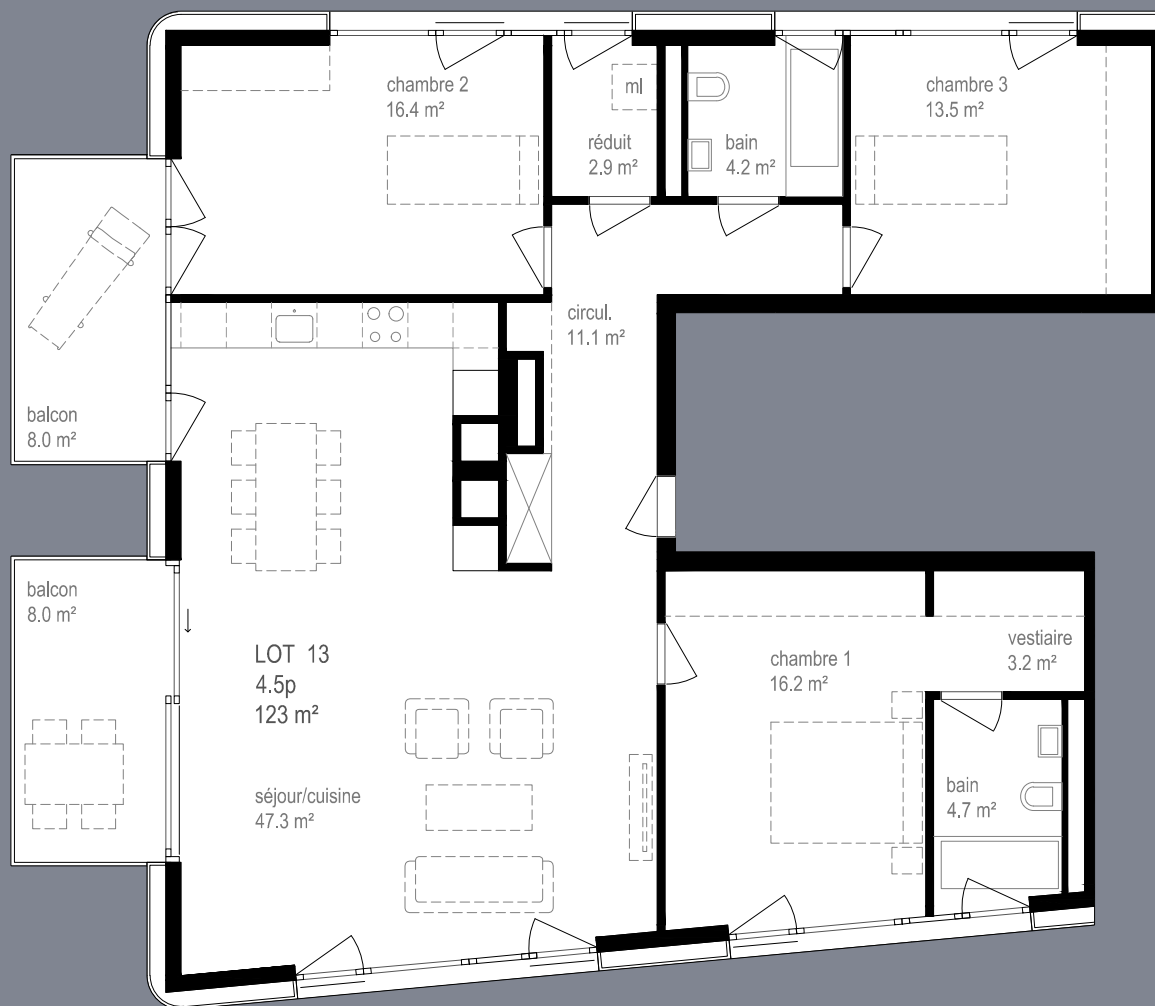 chambre 2
16.4 m²
ml
réduit
2.9 m²
bain
4.2 m²
chambre 3
13.5 m²
circul.
11.1 m²
balcon
8.0 m²
balcon
8.0 m²
LOT 13
4.5p
123 m²
séjour/cuisine
47.3 m²
chambre 1
16.2 m²
vestiaire
3.2 m²
bain
4.7 m²